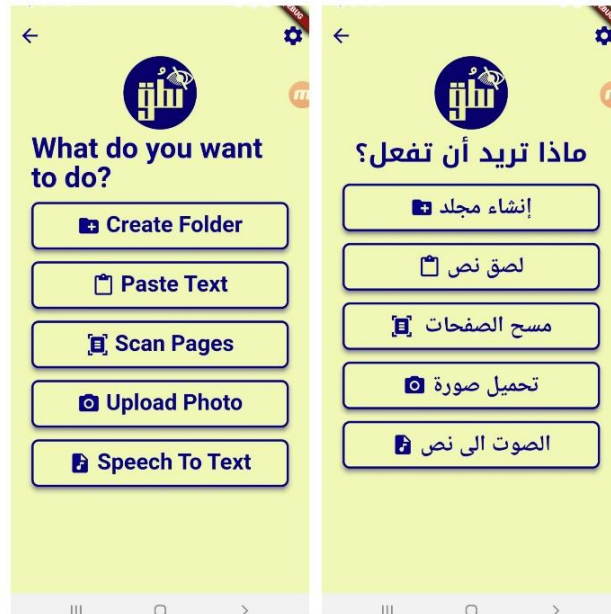 What do you want
to do?
Create Folder
Paste Text
Scan Pages
Upload Photo
Speech To Text
ماذا تريد أن تفعل؟
إنشاء مجلد
لصق نص
مسح الصفحات
تحميل صورة
الصوت الى نص